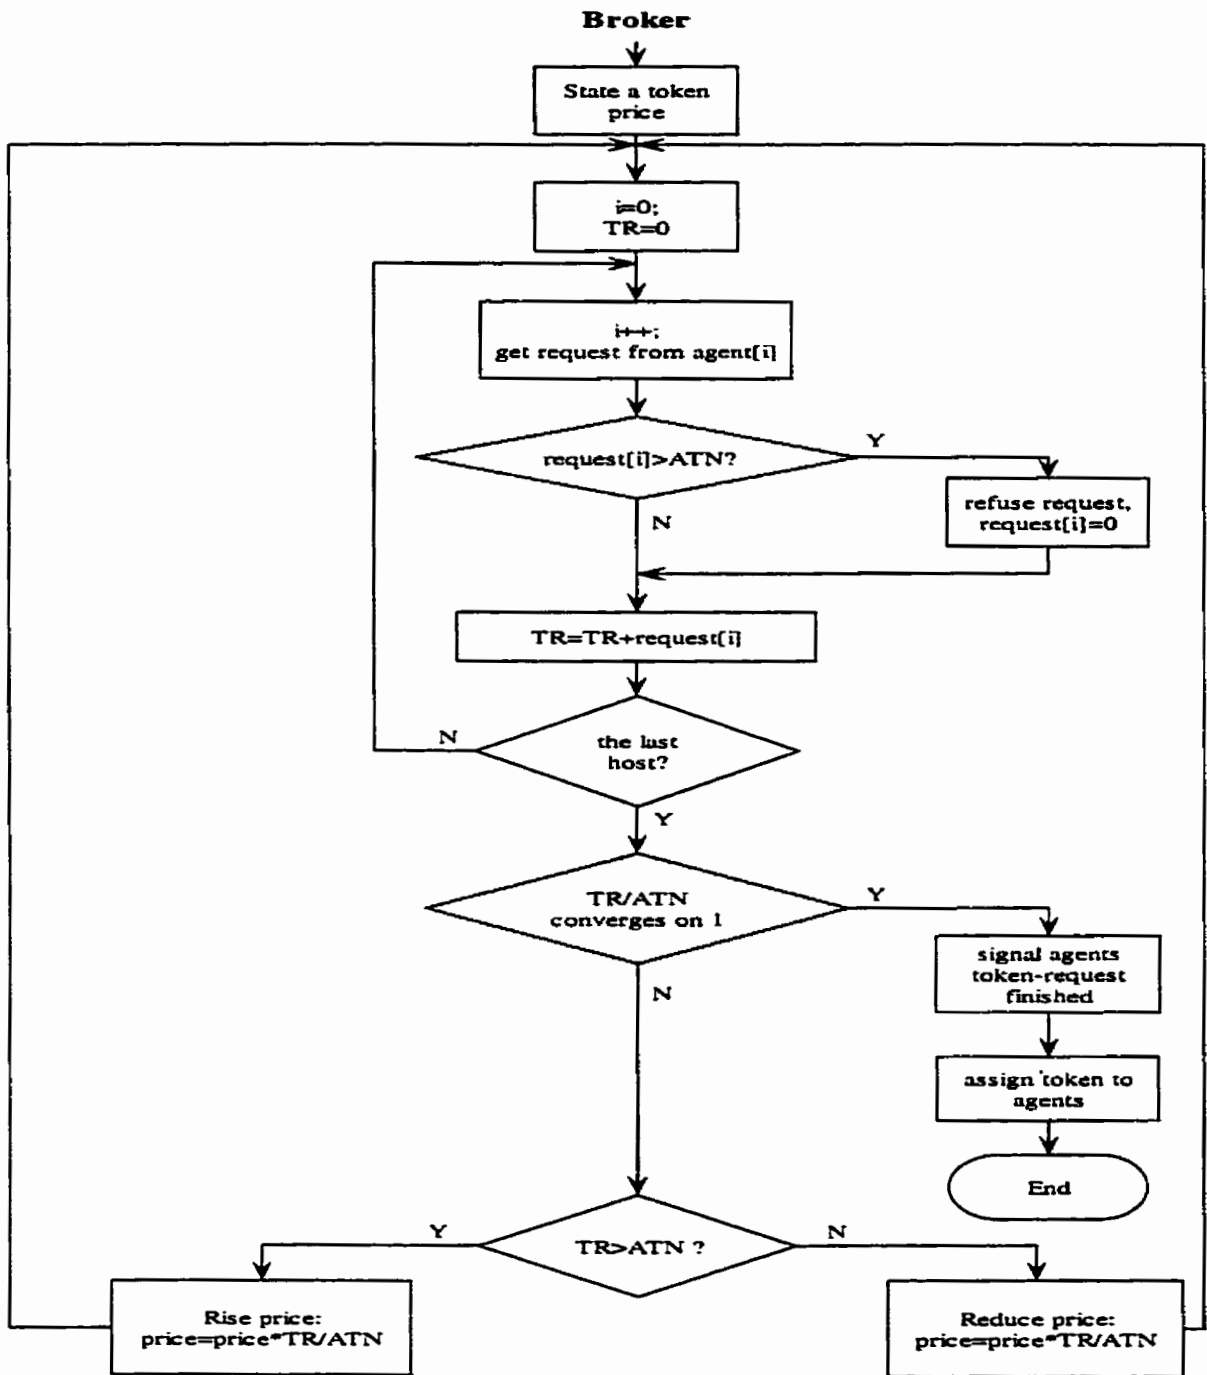 Broker
State a token
price
i=0;
TR=0
i++;
get request from agent[i]
request[i]>ATN?
Y
refuse request,
request[i]=0
N
TR=TR+request[i]
the last
host?
N
Y
TR/ATN
converges on 1
Y
signal agents
token-request
finished
N
assign token to
agents
End
TR>ATN ?
Y
N
Rise price:
price=price*TR/ATN
Reduce price:
price=price*TR/ATN